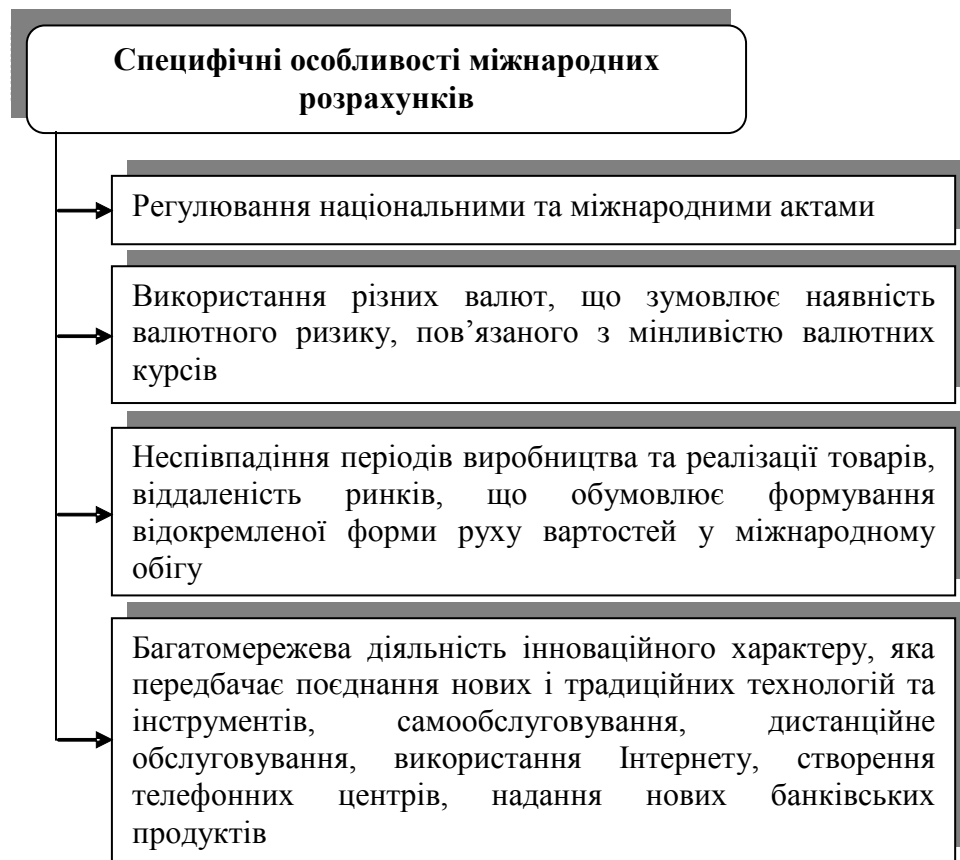 Специфічні особливості міжнародних
розрахунків
Регулювання національними та міжнародними актами
Використання різних валют, що зумовлює наявність
валютного ризику, пов’язаного з мінливістю валютних
курсів
Неспівпадіння періодів виробництва та реалізації товарів,
віддаленість ринків, що обумовлює формування
відокремленої форми руху вартостей у міжнародному
обігу
Багатомережева діяльність інноваційного характеру, яка
передбачає поєднання нових і традиційних технологій та
інструментів, самообслуговування, дистанційне
обслуговування, використання Інтернету, створення
телефонних центрів, надання нових банківських
продуктів